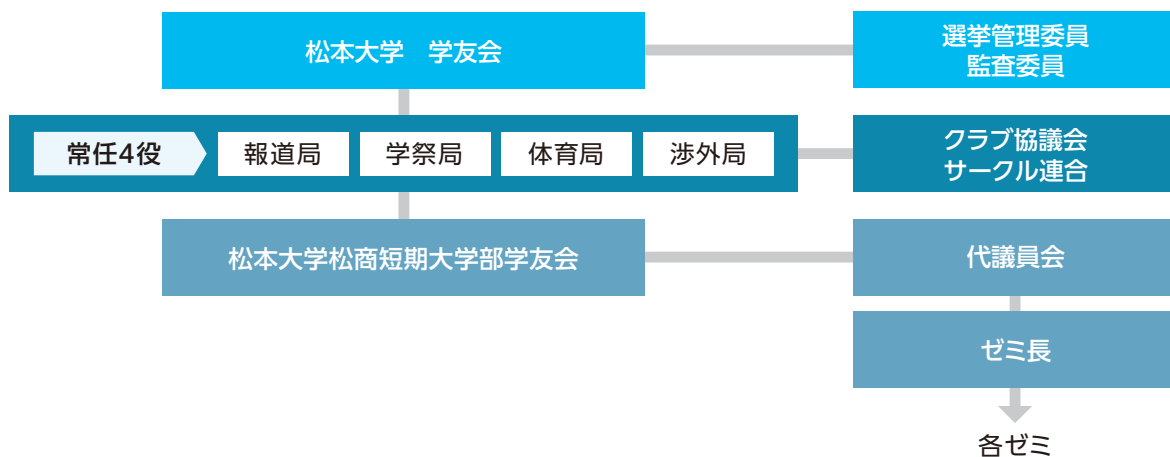 松本大学　学友会
選挙管理委員
監査委員
常任4役
報道局
学祭局
体育局
渉外局
クラブ協議会
サークル連合
松本大学松商短期大学部学友会
代議員会
ゼミ長
各ゼミ